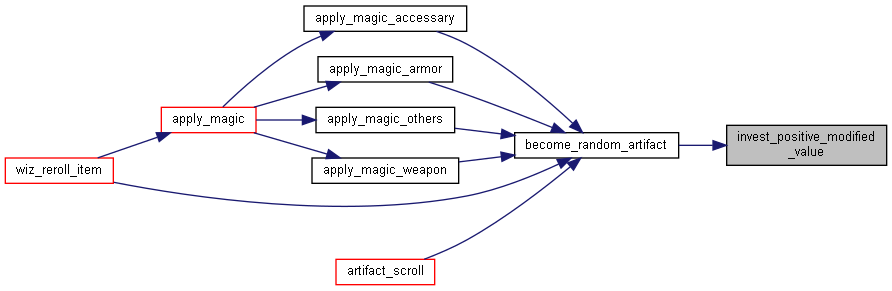 apply_magic_accessary
apply_magic_armor
apply_magic
apply_magic_others
invest_positive_modified
_value
become_random_artifact
wiz_reroll_item
apply_magic_weapon
artifact_scroll